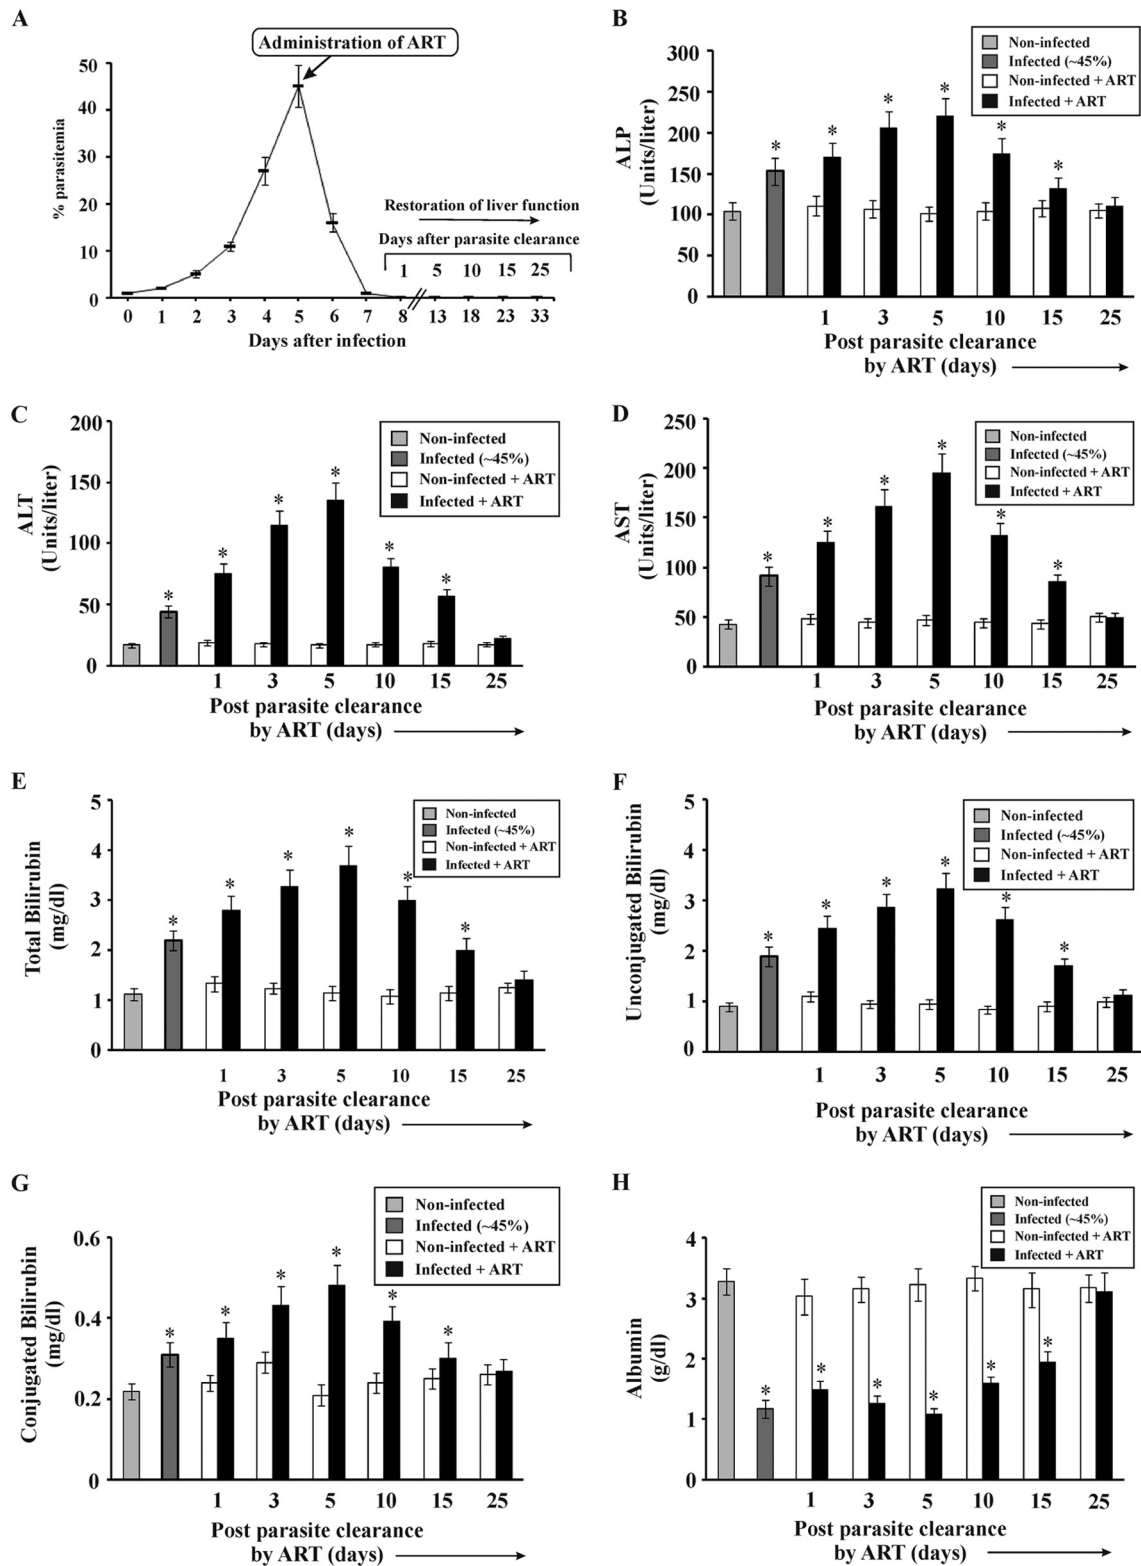 A
Administration of ART
% parasitemia
50
40
30
20
10
0
Restoration of liver function
Days after parasite clearance
1 5 10 15 25
0 1 2 3 4 5 6 7 8 13 18 23 33
Days after infection
B
Non-infected
Infected (~45%)
Non-infected + ART
Infected + ART
ALP
(Units/liter)
300
250
200
150
100
50
0
* * * * * *
1 3 5 10 15 25
Post parasite clearance
by ART (days)
C
Non-infected
Infected (~45%)
Non-infected + ART
Infected + ART
ALT
(Units/liter)
200
150
100
50
0
* * * * * *
1 3 5 10 15 25
Post parasite clearance
by ART (days)
D
Non-infected
Infected (~45%)
Non-infected + ART
Infected + ART
AST
(Units/liter)
250
200
150
100
50
0
* * * * * *
1 3 5 10 15 25
Post parasite clearance
by ART (days)
E
Non-infected
Infected (~45%)
Non-infected + ART
Infected + ART
Total Bilirubin
(mg/dl)
5
4
3
2
1
0
* * * * * *
1 3 5 10 15 25
Post parasite clearance
by ART (days)
F
Non-infected
Infected (~45%)
Non-infected + ART
Infected + ART
Unconjugated Bilirubin
(mg/dl)
5
4
3
2
1
0
* * * * * *
1 3 5 10 15 25
Post parasite clearance
by ART (days)
G
Non-infected
Infected (~45%)
Non-infected + ART
Infected + ART
Conjugated Bilirubin
(mg/dl)
0.6
0.4
0.2
0
* * * * * *
1 3 5 10 15 25
Post parasite clearance
by ART (days)
H
Non-infected
Infected (~45%)
Non-infected + ART
Infected + ART
Albumin
(g/dl)
4
3
2
1
0
* * * * * *
1 3 5 10 15 25
Post parasite clearance
by ART (days)